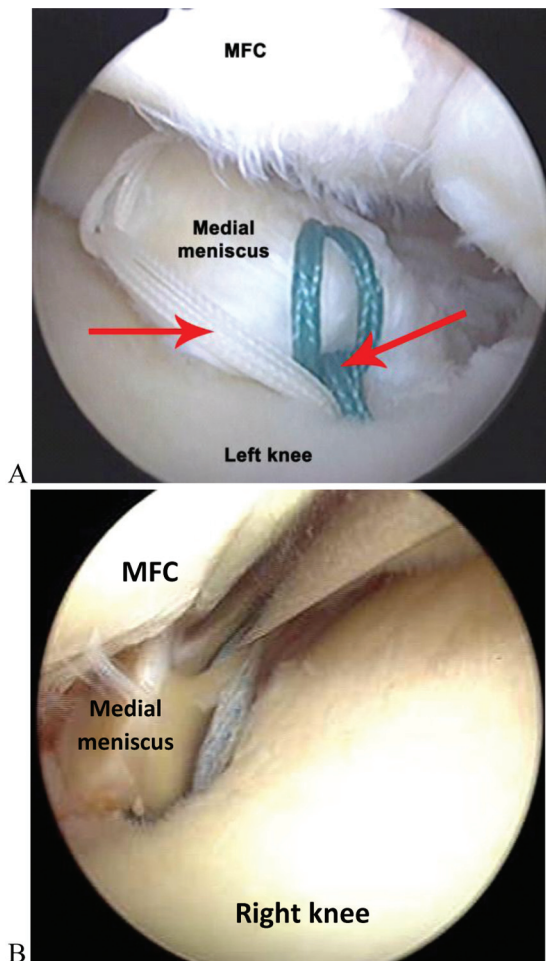 MFC
Medial
meniscus
Left knee
A
MFC
Medial
meniscus
Right knee
B